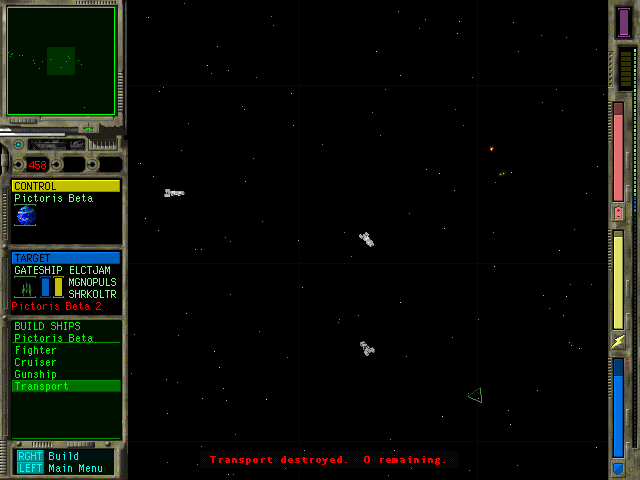 458
CONTROL
Pictoris Beta
TARGET
GATESHIP ELCTJAM
MGNOPULS
SHRKOLTR
Pictoris Beta 2
BUILD SHIPS
Pictoris Beta
Fighter
Cruiser
Gunship
Transport
RGHT Build
LEFT Main Menu
Transport destroyed. 0 remaining.